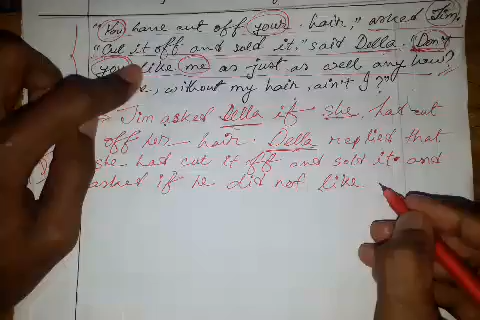 "You have cut off your hair," asked Jim,
"Cut it off and sold it," said Della. "Don't
you like me as just as well any how?
, without my hair, ain't I?"
Jim asked Della if she had cut
off her hair. Della replied that
she had cut it off and sold it and
asked if he did not like